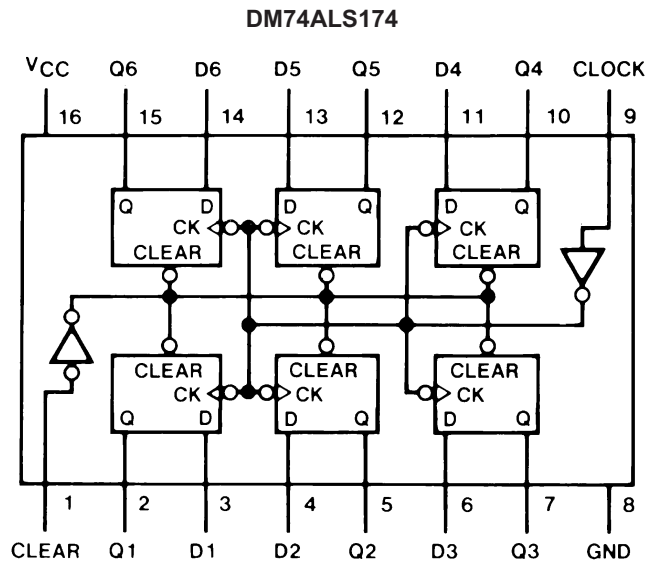 DM74ALS174
VCC Q6 D6 D5 Q5 D4 Q4 CLOCK
16 15 14 13 12 11 10 9
Q D D Q D Q
CK CK CK
CLEAR CLEAR CLEAR
CLEAR CLEAR CLEAR
CK CK CK
Q D D Q D Q
1 2 3 4 5 6 7 8
CLEAR Q1 D1 D2 Q2 D3 Q3 GND